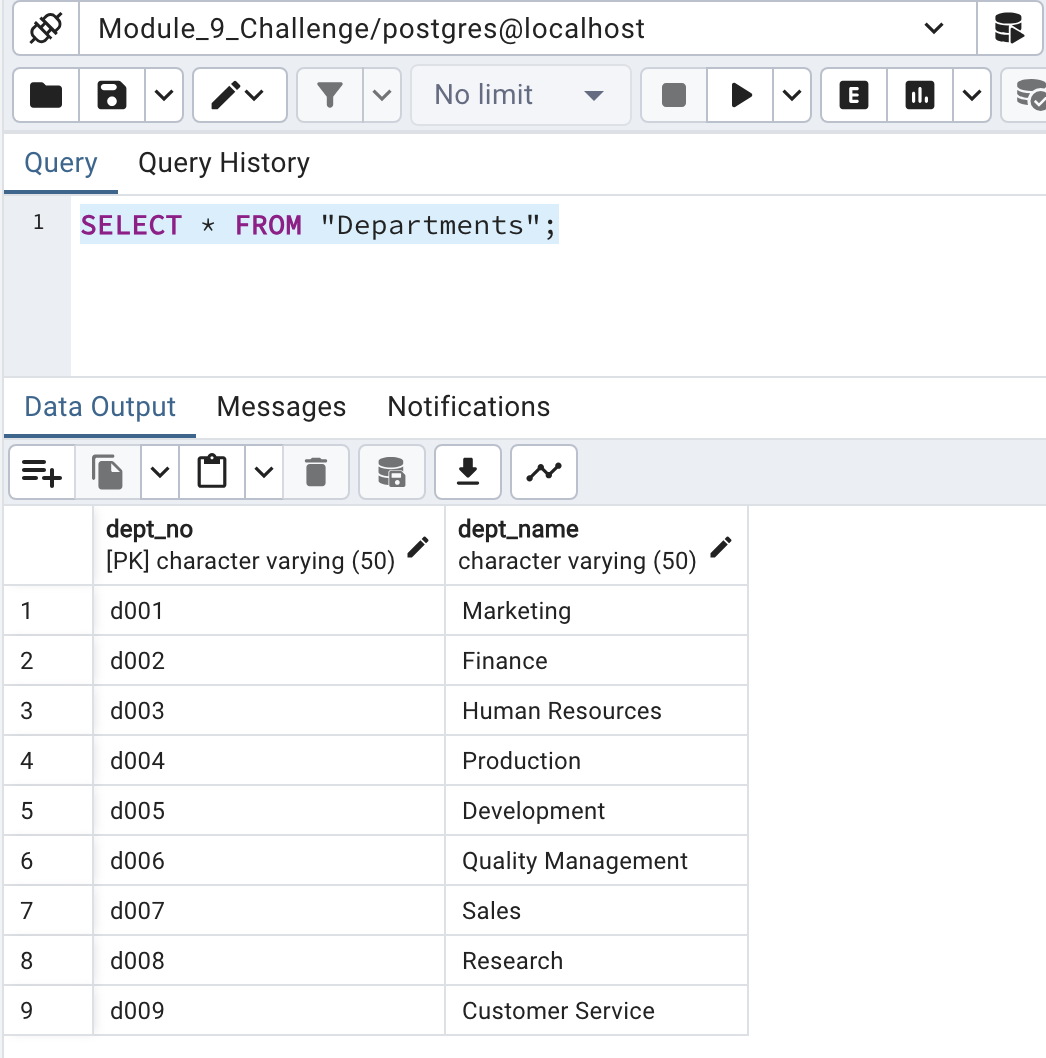 Module_9_Challenge/postgres@localhost
No limit
E
Query Query History
1 SELECT * FROM "Departments";
Data Output Messages Notifications
dept_no dept_name
[PK] character varying (50) character varying (50)
1 d001 Marketing
2 d002 Finance
3 d003 Human Resources
4 d004 Production
5 d005 Development
6 d006 Quality Management
7 d007 Sales
8 d008 Research
9 d009 Customer Service